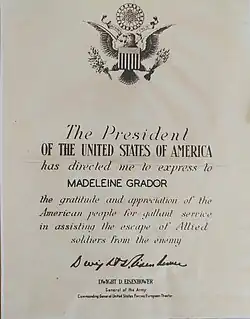 The President
OF THE UNITED STATES OF AMERICA
has directed me to express to
MADELEINE GRADOR
the gratitude and appreciation of the
American people for gallant service
in assisting the escape of Allied
soldiers from the enemy
Dwight D Eisenhower
DWIGHT D. EISENHOWER
General of the Army
Commanding General United States Forces European Theater